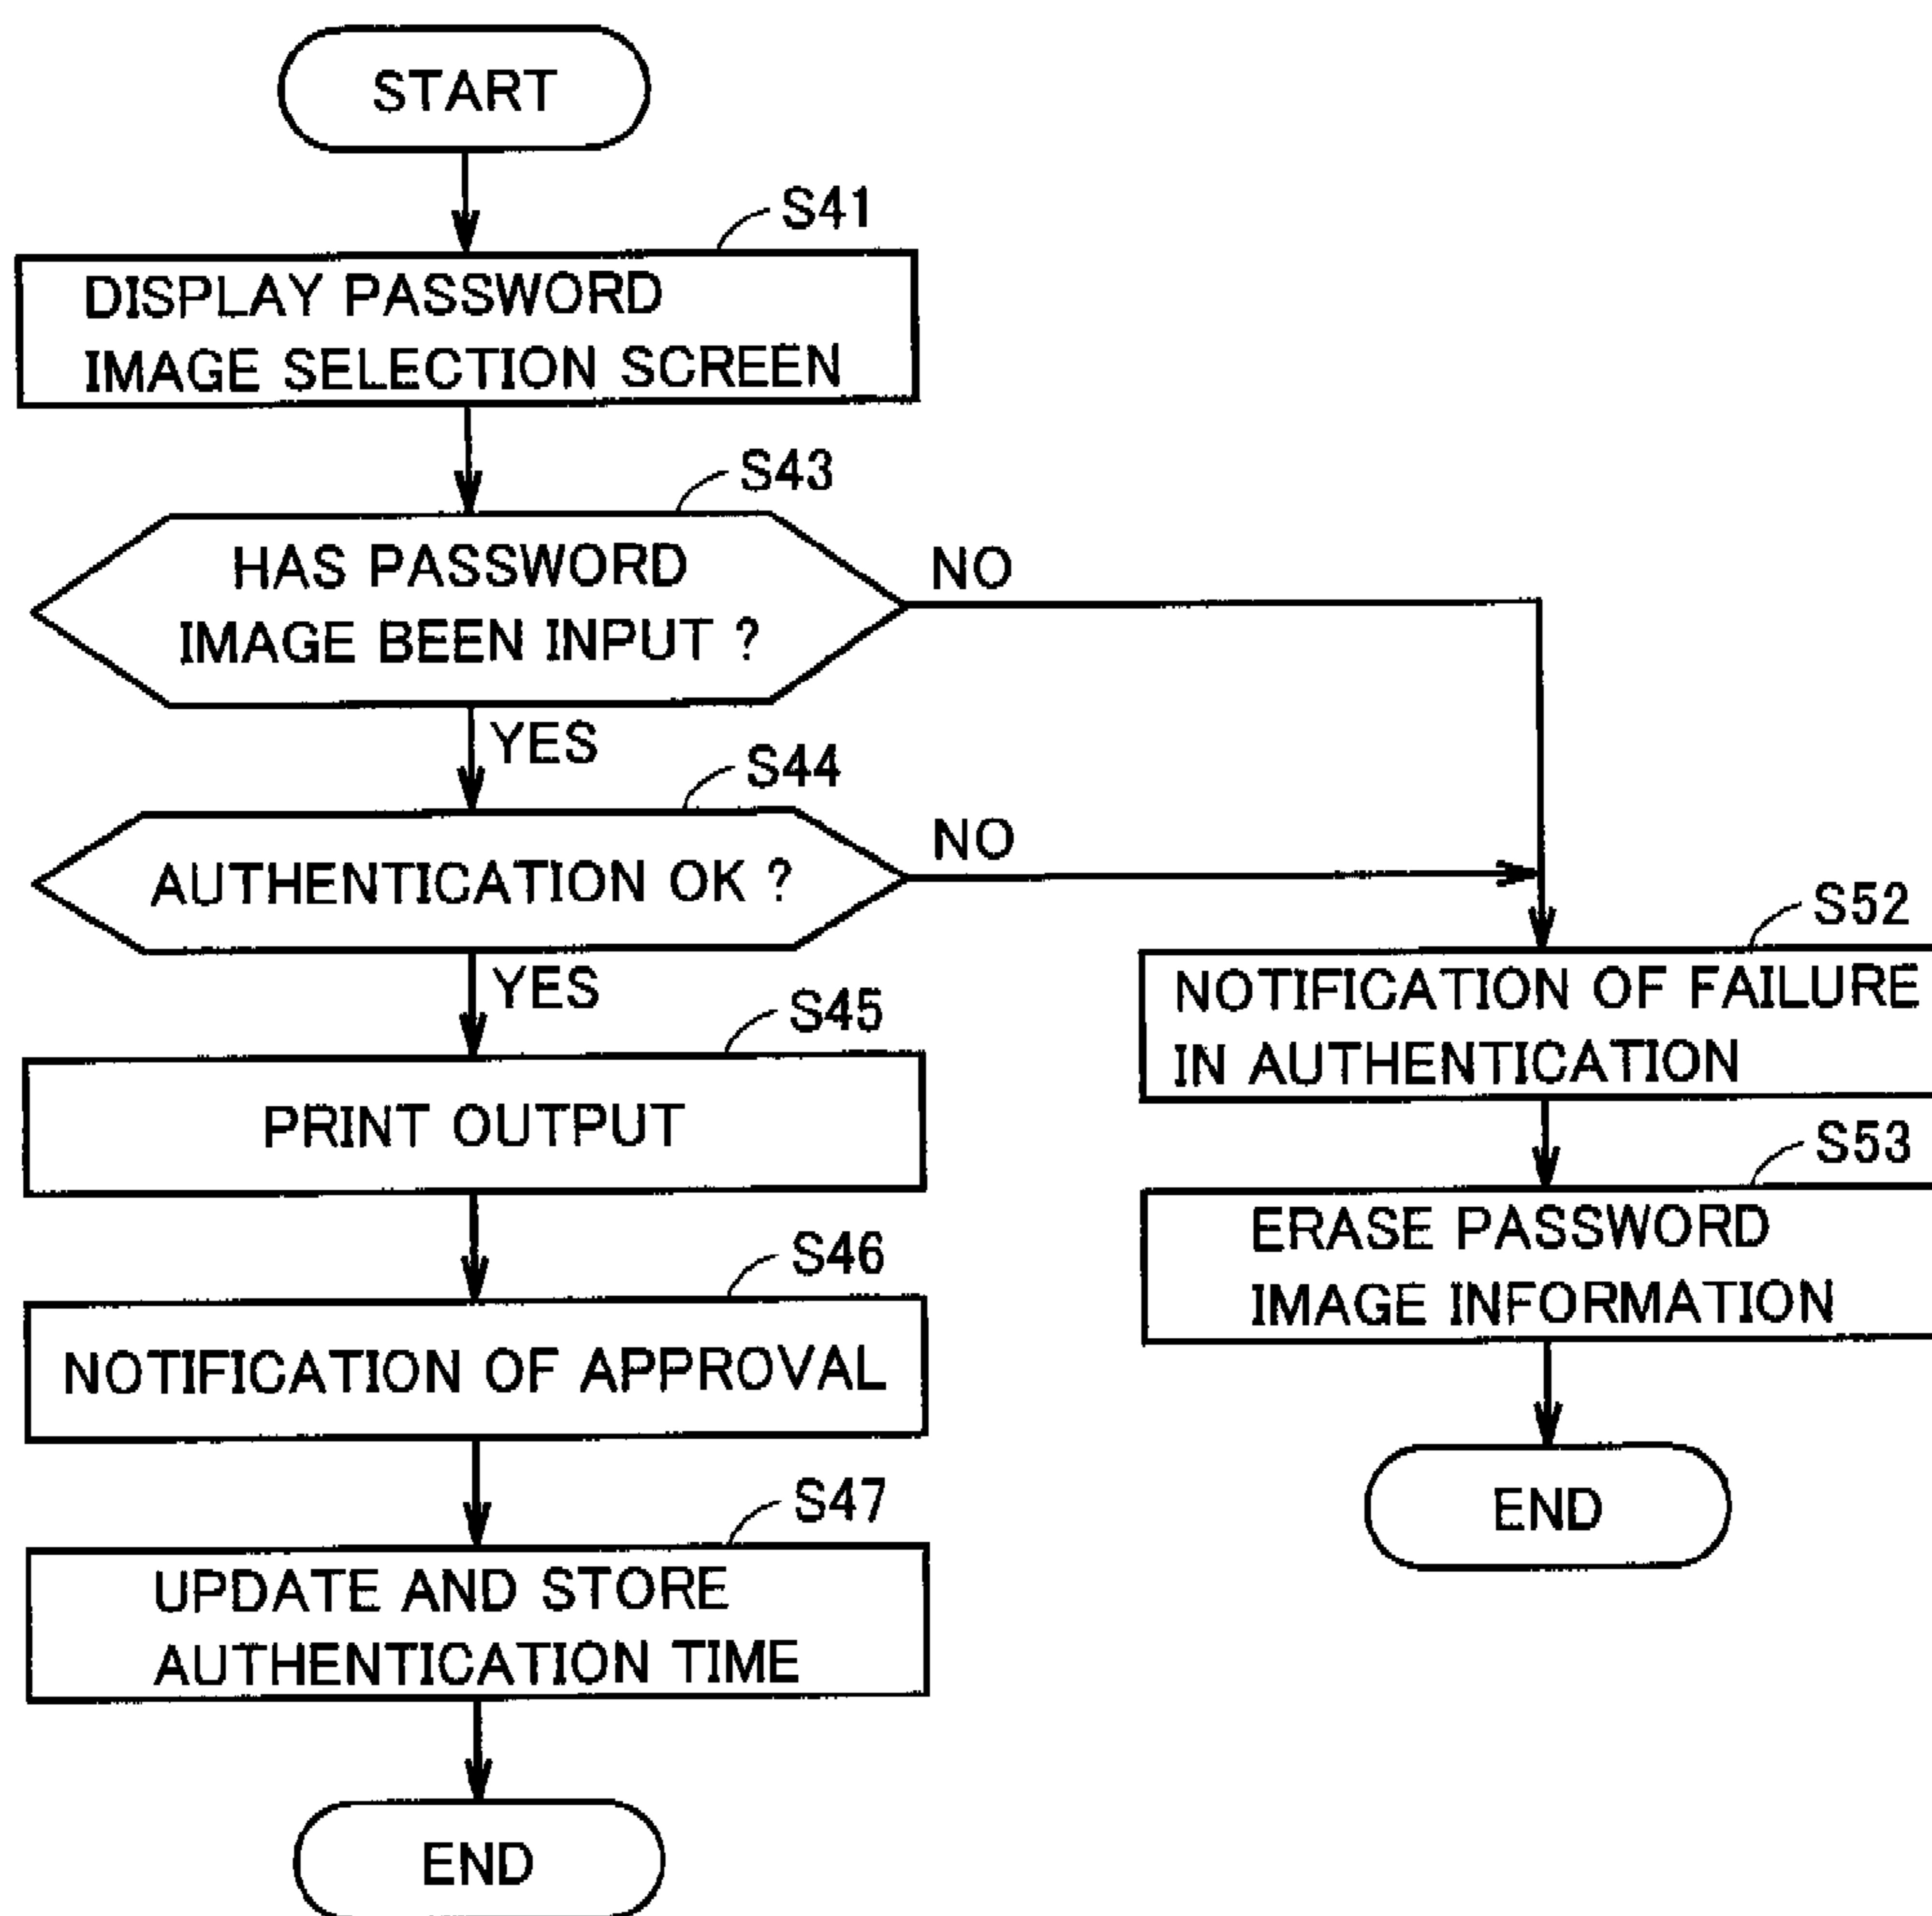 START
S41
DISPLAY PASSWORD
IMAGE SELECTION SCREEN
S43
HAS PASSWORD
IMAGE BEEN INPUT ?
NO
YES
S44
AUTHENTICATION OK ?
NO
YES
S45
PRINT OUTPUT
S46
NOTIFICATION OF APPROVAL
S47
UPDATE AND STORE
AUTHENTICATION TIME
END
S52
NOTIFICATION OF FAILURE
IN AUTHENTICATION
S53
ERASE PASSWORD
IMAGE INFORMATION
END